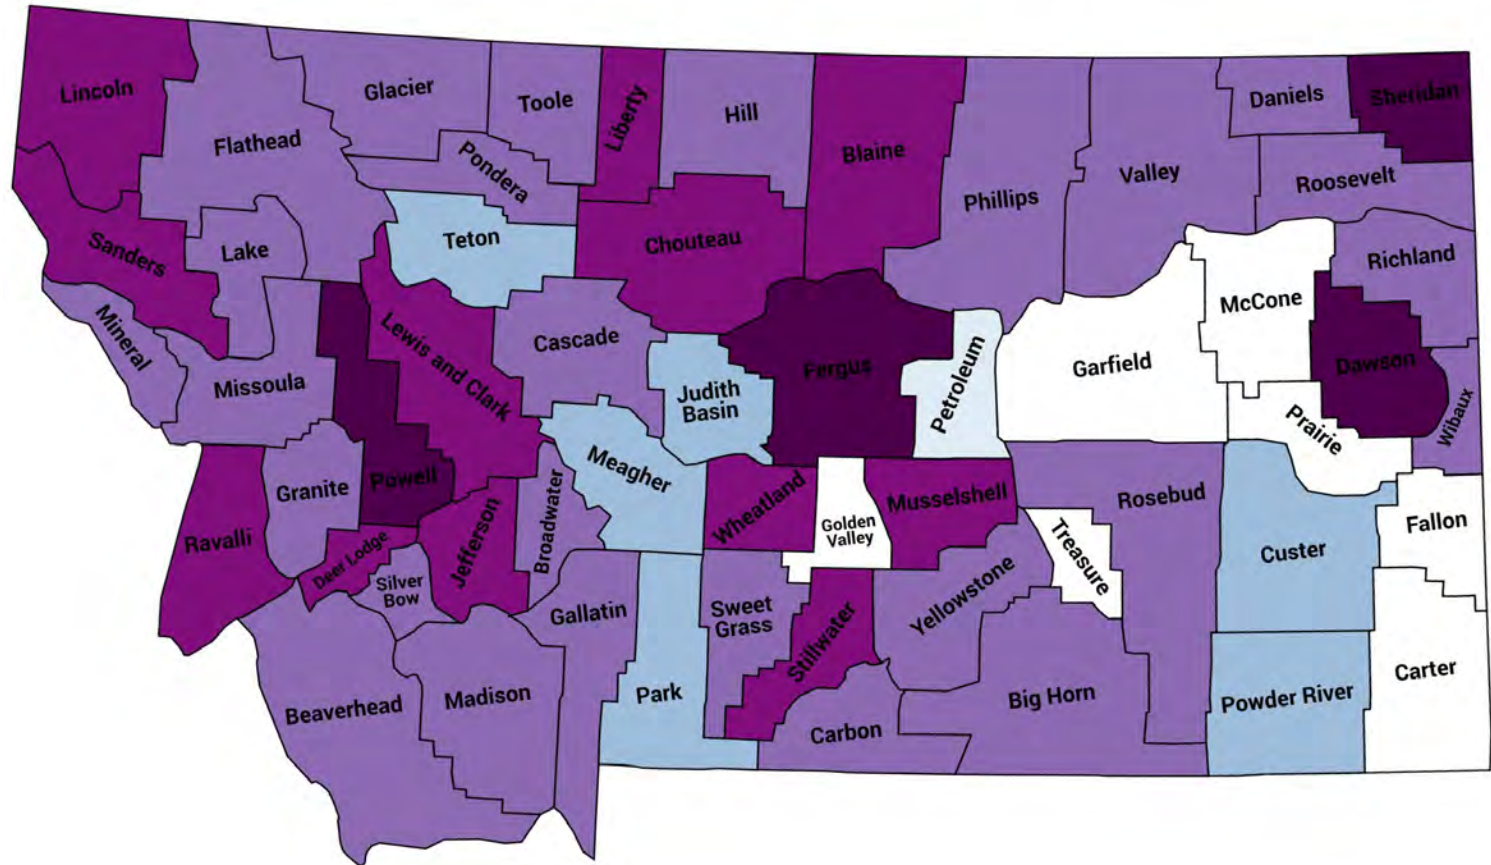 Lincoln
Flathead
Glacier
Toole
Liberty
Hill
Blaine
Phillips
Valley
Daniels
Sheridan
Roosevelt
Pondera
Teton
Chouteau
Sanders
Lake
Richland
McCone
Mineral
Missoula
Lewis and Clark
Cascade
Judith
Basin
Fergus
Petroleum
Garfield
Dawson
Wibaux
Prairie
Powell
Granite
Meagher
Broadwater
Wheatland
Golden
Valley
Musselshell
Rosebud
Treasure
Custer
Fallon
Ravalli
Deer Lodge
Jefferson
Silver
Bow
Gallatin
Sweet
Grass
Stillwater
Yellowstone
Beaverhead
Madison
Park
Carbon
Big Horn
Powder River
Carter